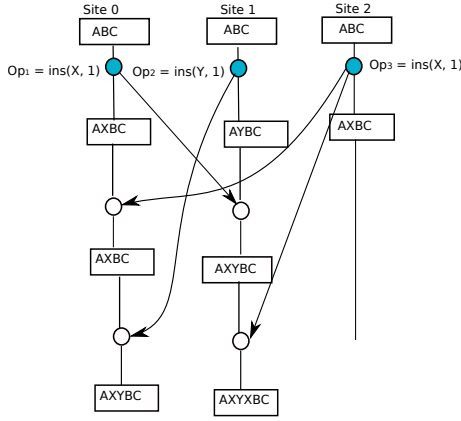 Site 0 Site 1 Site 2
ABC ABC ABC
Op₁ = ins(X, 1) Op₂ = ins(Y, 1) Op₃ = ins(X, 1)
AXBC AYBC AXBC
AXBC AXYBC
AXYBC AXYXBC